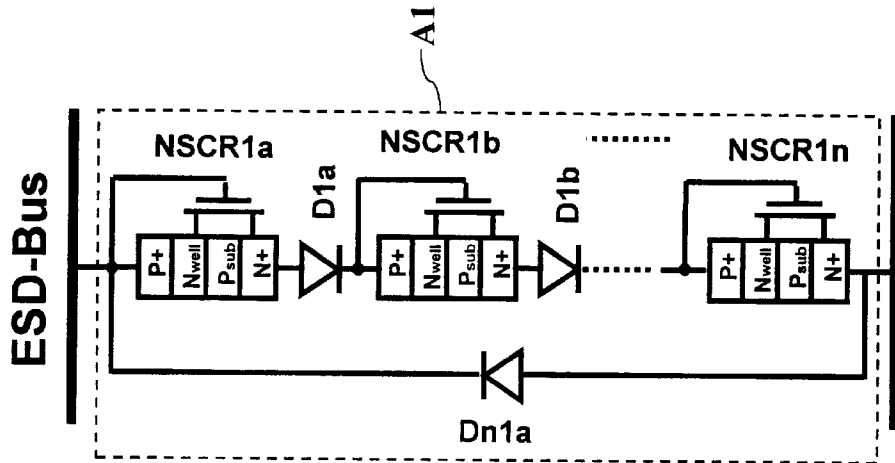 ESD-Bus
A1
NSCR1a
NSCR1b
NSCR1n
D1a
D1b
P+
Nwell
Psub
N+
P+
Nwell
Psub
N+
P+
Nwell
Psub
N+
Dn1a